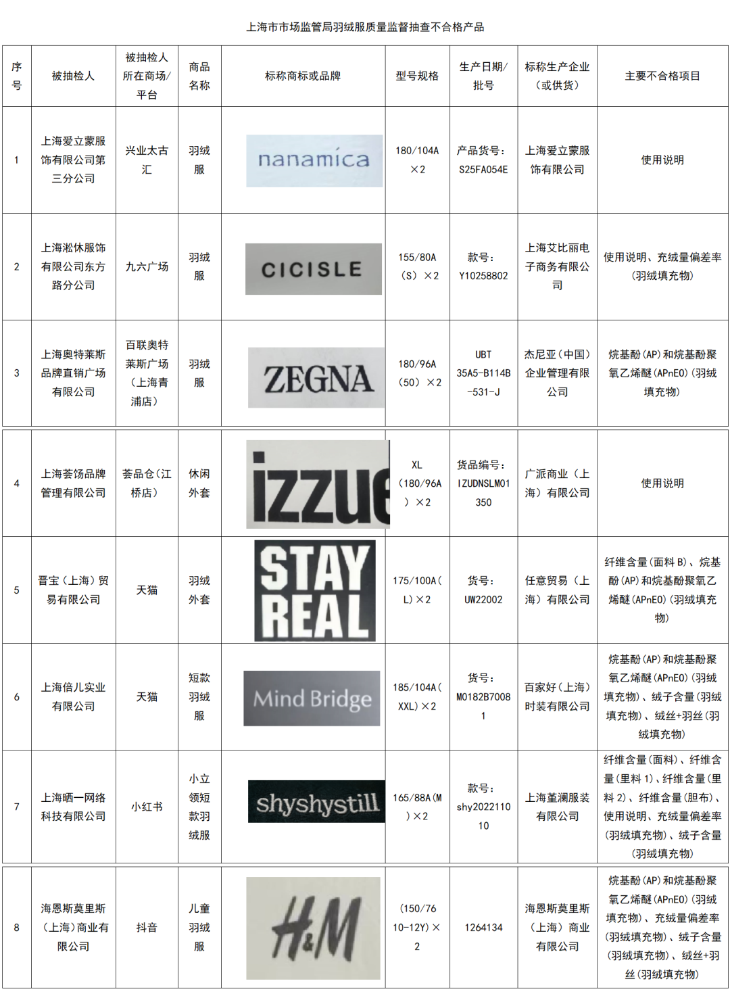 上海市市场监管局羽绒服质量监督抽查不合格产品
序
号
被抽检人
被抽检人
所在商场/
平台
商品
名称
标称商标或品牌
型号规格
生产日期/
批号
标称生产企业
（或供货）
主要不合格项目
1
上海爱立蒙服
饰有限公司第
三分公司
兴业太古
汇
羽绒
服
nanamíca
180/104A
×2
产品货号：
S25FA054E
上海爱立蒙服
饰有限公司
使用说明
2
上海淞休服饰
有限公司东方
路分公司
九六广场
羽绒
服
CICISLE
155/80A
（S）×2
款号：
Y10258802
上海艾比丽电
子商务有限公
司
使用说明、充绒量偏差率
(羽绒填充物)
3
上海奥特莱斯
品牌直销广场
有限公司
百联奥特
莱斯广场
（上海青
浦店）
羽绒
服
ZEGNA
180/96A
（50）×2
UBT
35A5-B114B
-531-J
杰尼亚（中国）
企业管理有限
公司
烷基酚(AP)和烷基酚聚
氧乙烯醚(APnEO)(羽绒
填充物)
4
上海荟饧品牌
管理有限公司
荟品仓（江
桥店）
休闲
外套
izzue
XL
（180/96A
）×2
货品编号：
IZUDNSLM01
350
广派商业（上
海）有限公司
使用说明
5
晋宝（上海）贸
易有限公司
天猫
羽绒
外套
STAY
REAL
175/100A(
L)×2
货号：
UW22002
任意贸易（上
海）有限公司
纤维含量(面料B)、烷基
酚(AP)和烷基酚聚氧乙
烯醚(APnEO)(羽绒填充
物)
6
上海倍儿实业
有限公司
天猫
短款
羽绒
服
Mind Bridge
185/104A(
XXL)×2
货号：
M0182B7008
1
百家好（上海）
时装有限公司
烷基酚(AP)和烷基酚聚
氧乙烯醚(APnEO)(羽绒
填充物)、绒子含量(羽绒
填充物)、绒丝+羽丝(羽
绒填充物)
7
上海晒一网络
科技有限公司
小红书
小立
领短
款羽
绒服
shyshystill
165/88A(M
)×2
款号：
shy2022110
10
上海堇澜服装
有限公司
纤维含量(面料)、纤维含
量(里料1)、纤维含量(里
料2)、纤维含量(胆布)、
使用说明、充绒量偏差率
(羽绒填充物)、绒子含量
(羽绒填充物)
8
海恩斯莫里斯
（上海）商业有
限公司
抖音
儿童
羽绒
服
H&M
(150/76
10-12Y)×
2
1264134
海恩斯莫里斯
（上海）商业
有限公司
烷基酚(AP)和烷基酚聚
氧乙烯醚(APnEO)(羽绒
填充物)、充绒量偏差率
(羽绒填充物)、绒子含量
(羽绒填充物)、绒丝+羽
丝(羽绒填充物)